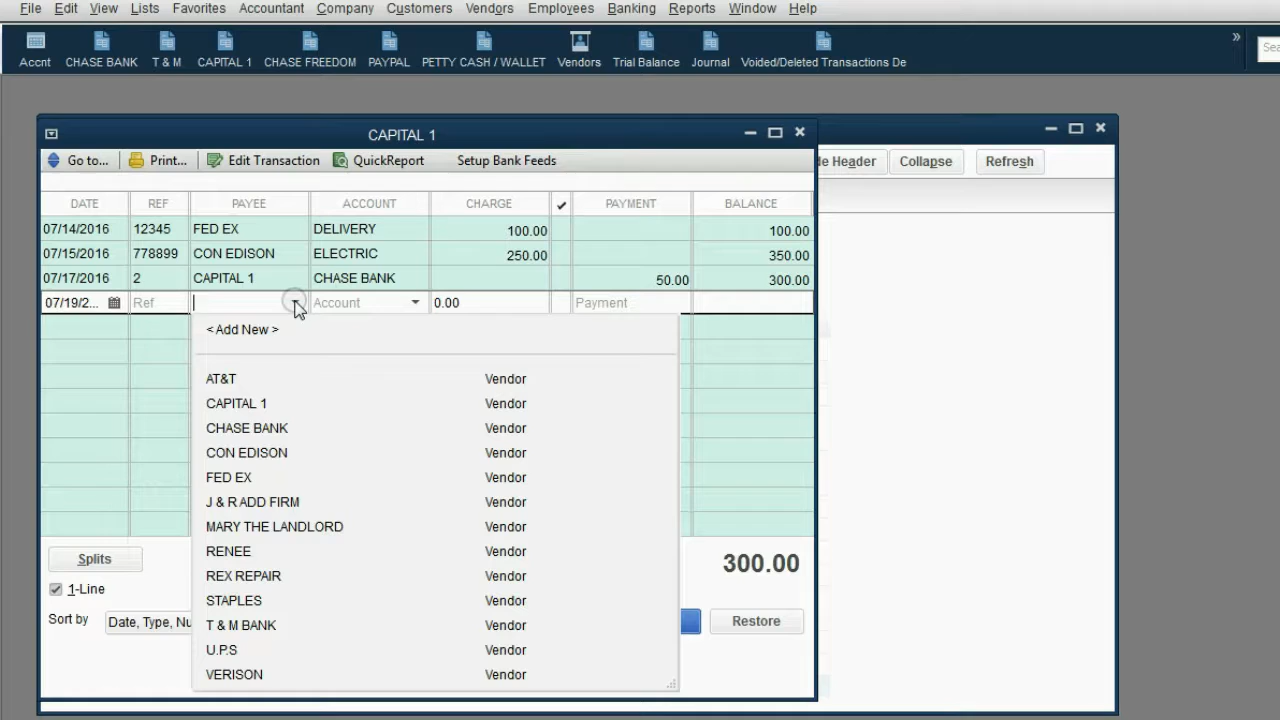 File Edit View Lists Favorites Accountant Company Customers Vendors Employees Banking Reports Window Help
Accnt CHASE BANK T & M CAPITAL 1 CHASE FREEDOM PAYPAL PETTY CASH / WALLET Vendors Trial Balance Journal Voided/Deleted Transactions De » Sea
CAPITAL 1
Go to... Print... Edit Transaction QuickReport Setup Bank Feeds
de Header Collapse Refresh
DATE REF PAYEE ACCOUNT CHARGE ✓ PAYMENT BALANCE
07/14/2016 12345 FED EX DELIVERY 100.00 100.00
07/15/2016 778899 CON EDISON ELECTRIC 250.00 350.00
07/17/2016 2 CAPITAL 1 CHASE BANK 50.00 300.00
07/19/2... Ref Account 0.00 Payment
< Add New >
AT&T Vendor
CAPITAL 1 Vendor
CHASE BANK Vendor
CON EDISON Vendor
FED EX Vendor
J & R ADD FIRM Vendor
MARY THE LANDLORD Vendor
RENEE Vendor
REX REPAIR Vendor
STAPLES Vendor
T & M BANK Vendor
U.P.S Vendor
VERISON Vendor
Splits
300.00
1-Line
Sort by Date, Type, Nu
Restore